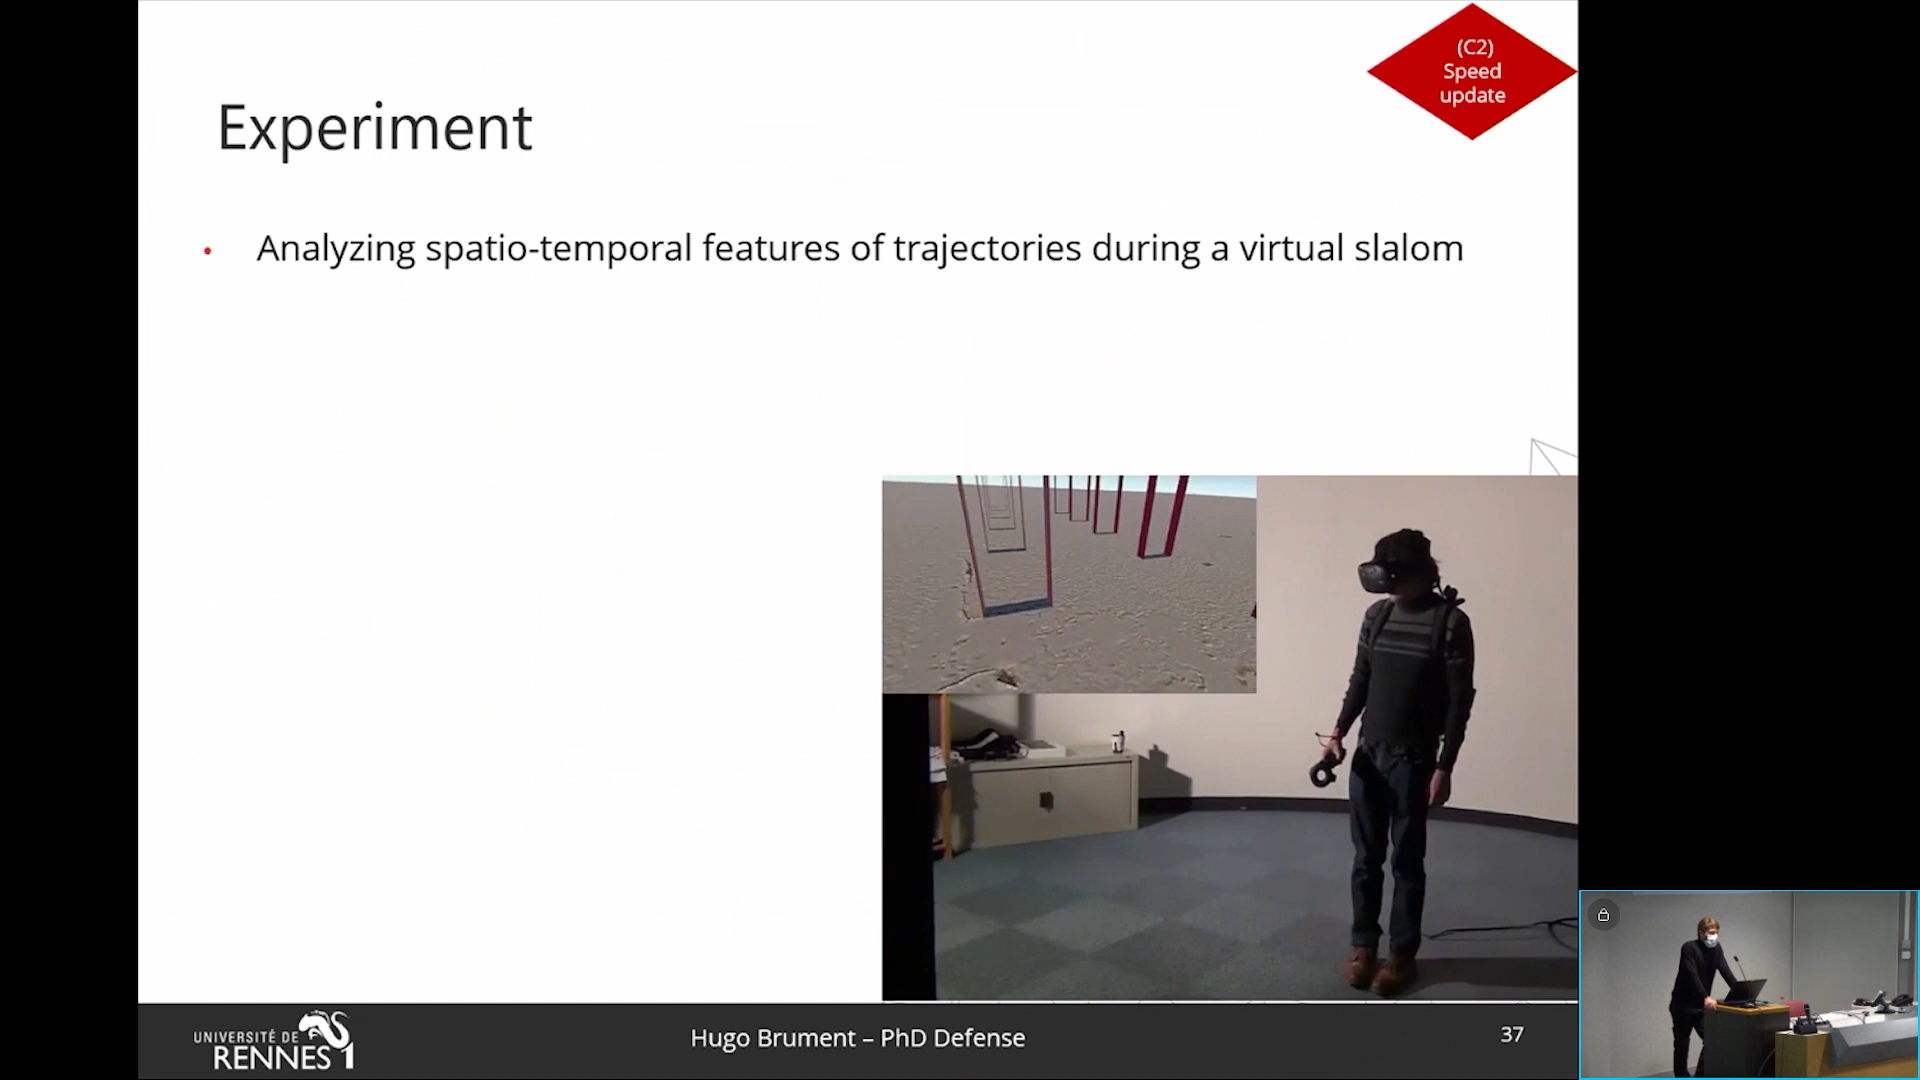 (C2)
Speed
update
Experiment
• Analyzing spatio-temporal features of trajectories during a virtual slalom
UNIVERSITÉ DE
RENNES 1
Hugo Brument – PhD Defense
37